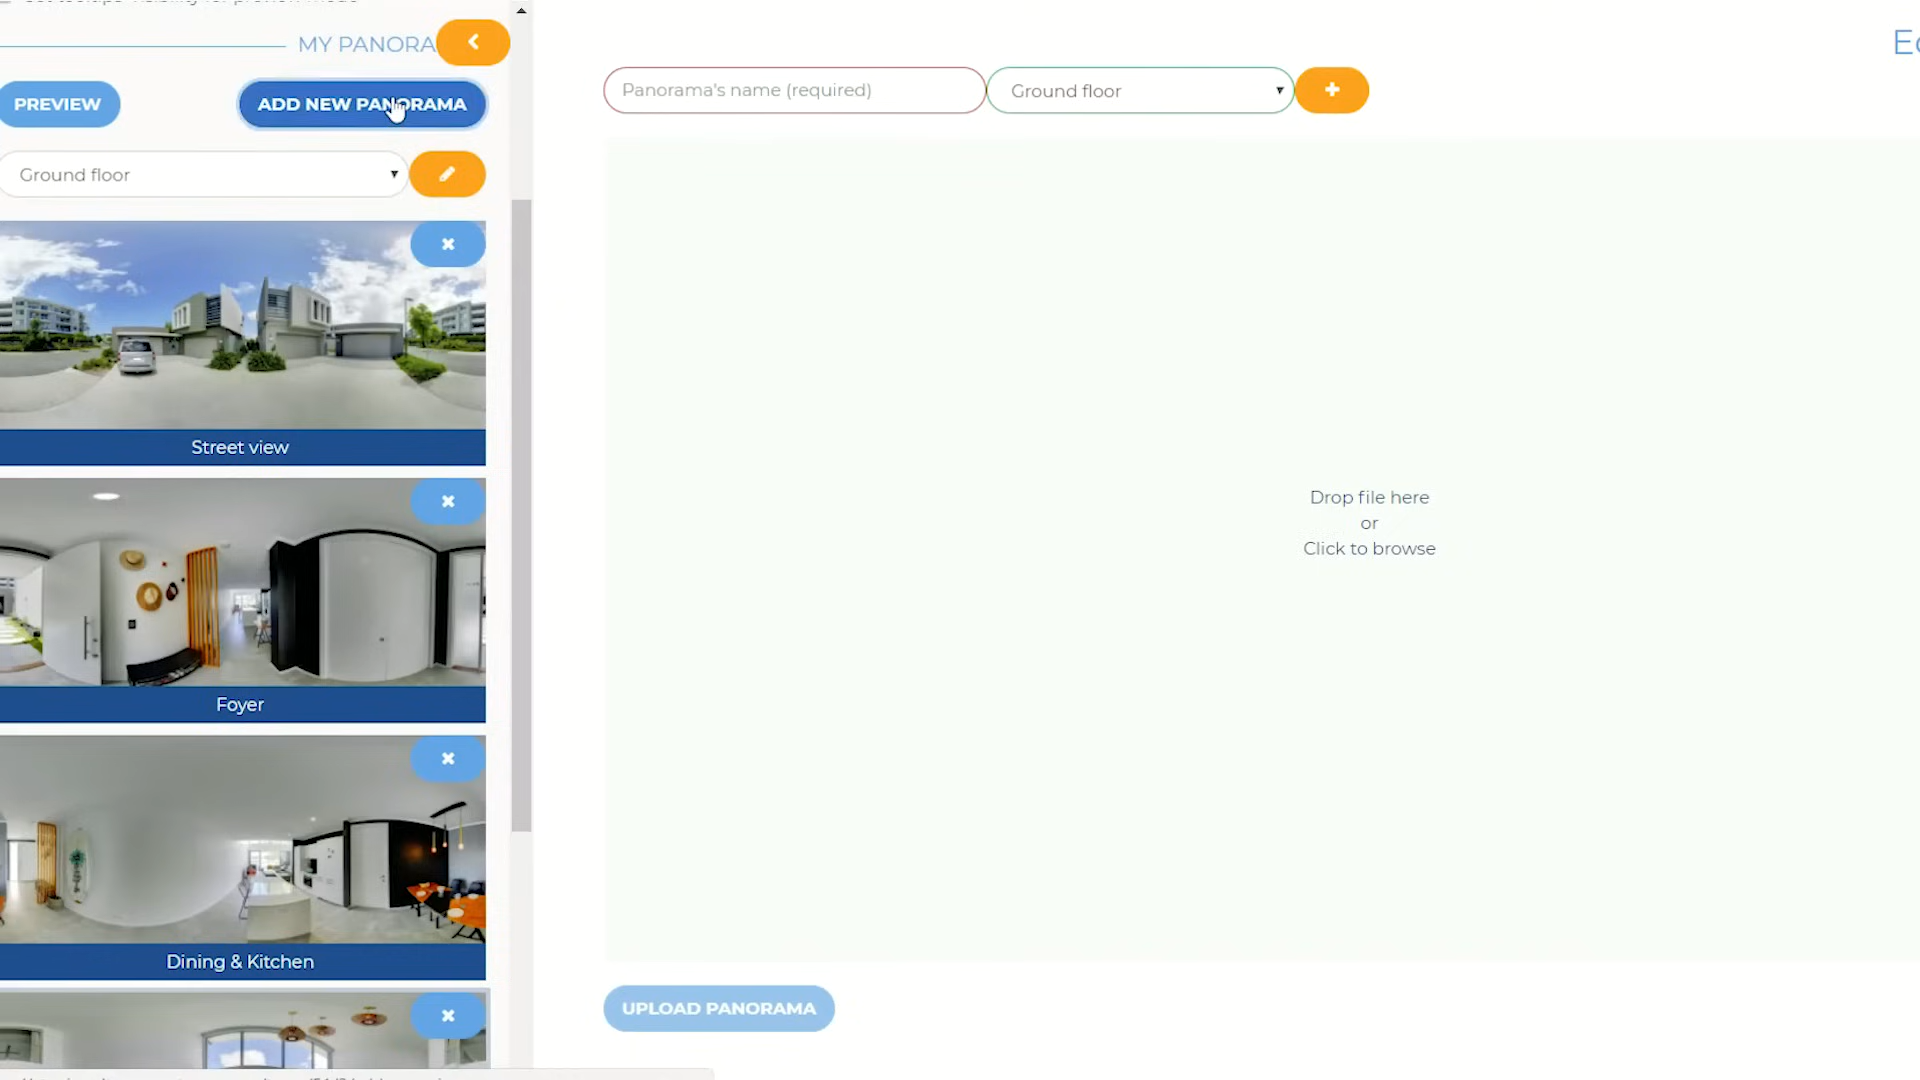 MY PANORA
Ed
PREVIEW
ADD NEW PANORAMA
Panorama's name (required)
Ground floor
Ground floor
Street view
Foyer
Dining & Kitchen
Drop file here
or
Click to browse
UPLOAD PANORAMA